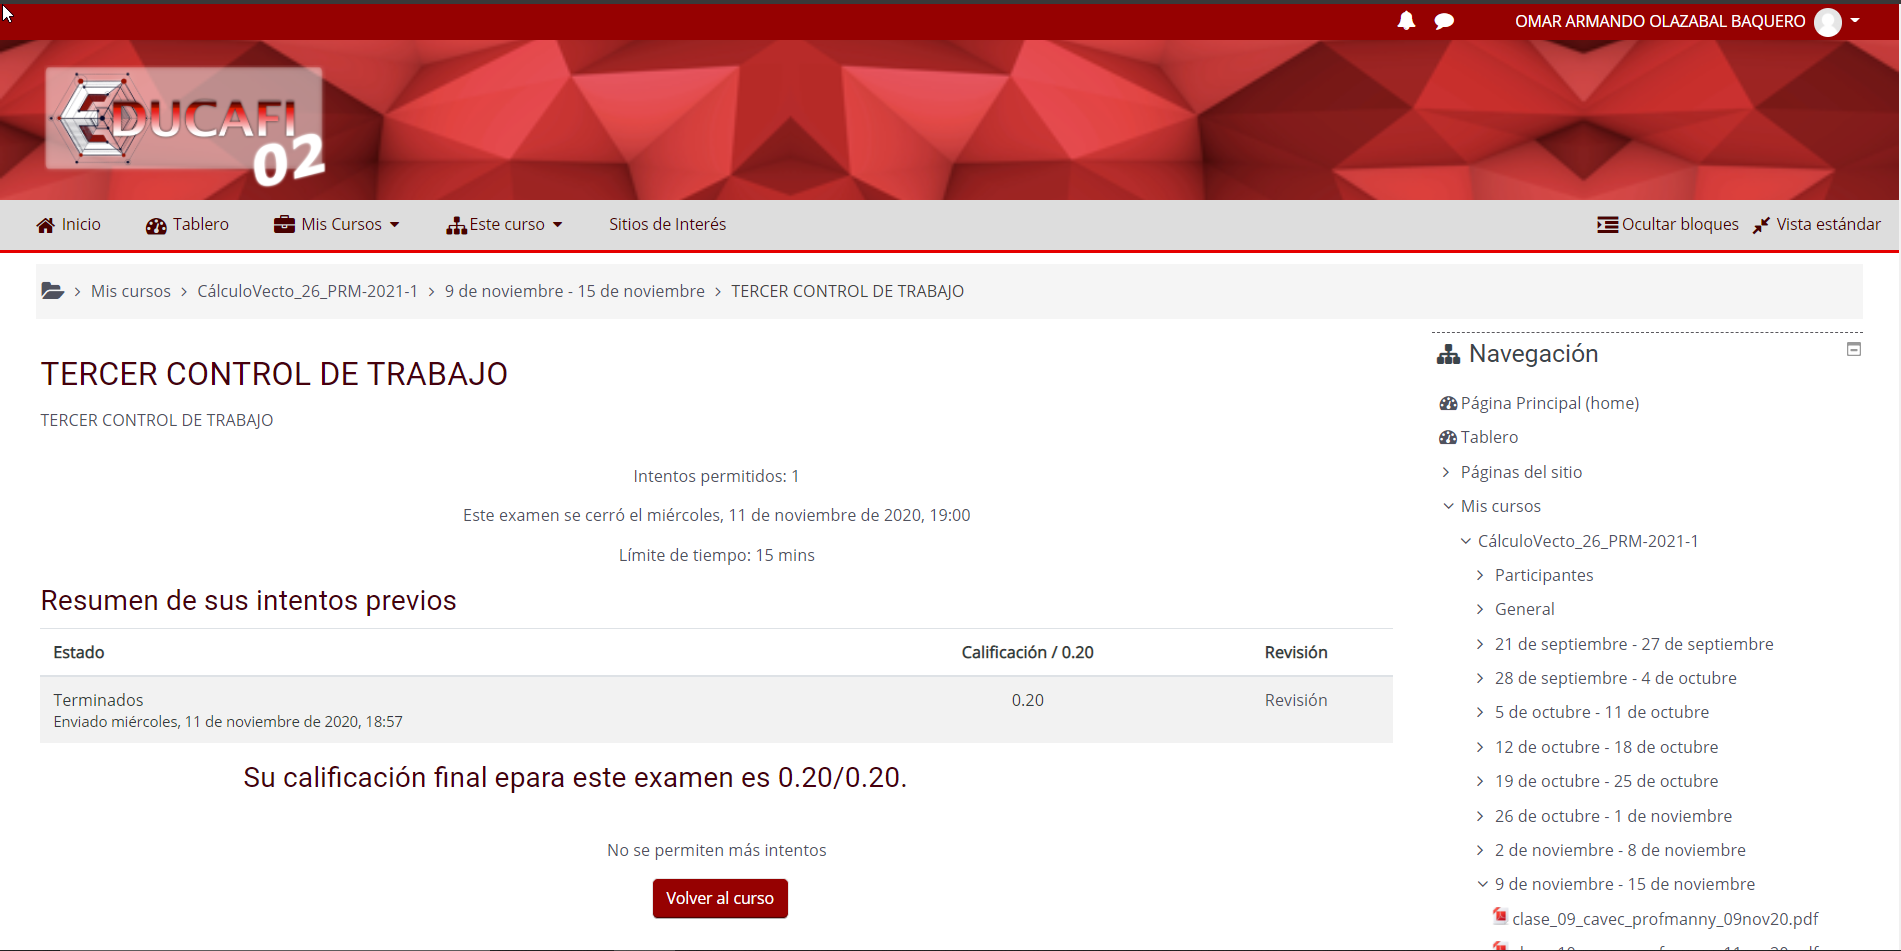 OMAR ARMANDO OLAZABAL BAQUERO
EDUCAFI
02
Inicio
Tablero
Mis Cursos
Este curso
Sitios de Interés
Ocultar bloques
Vista estándar
Mis cursos > CálculoVecto_26_PRM-2021-1 > 9 de noviembre - 15 de noviembre > TERCER CONTROL DE TRABAJO
TERCER CONTROL DE TRABAJO
TERCER CONTROL DE TRABAJO
Intentos permitidos: 1
Este examen se cerró el miércoles, 11 de noviembre de 2020, 19:00
Límite de tiempo: 15 mins
Resumen de sus intentos previos
Estado Calificación / 0.20 Revisión
Terminados 0.20 Revisión
Enviado miércoles, 11 de noviembre de 2020, 18:57
Su calificación final epara este examen es 0.20/0.20.
No se permiten más intentos
Volver al curso
Navegación
Página Principal (home)
Tablero
Páginas del sitio
Mis cursos
CálculoVecto_26_PRM-2021-1
Participantes
General
21 de septiembre - 27 de septiembre
28 de septiembre - 4 de octubre
5 de octubre - 11 de octubre
12 de octubre - 18 de octubre
19 de octubre - 25 de octubre
26 de octubre - 1 de noviembre
2 de noviembre - 8 de noviembre
9 de noviembre - 15 de noviembre
clase_09_cavec_profmanny_09nov20.pdf